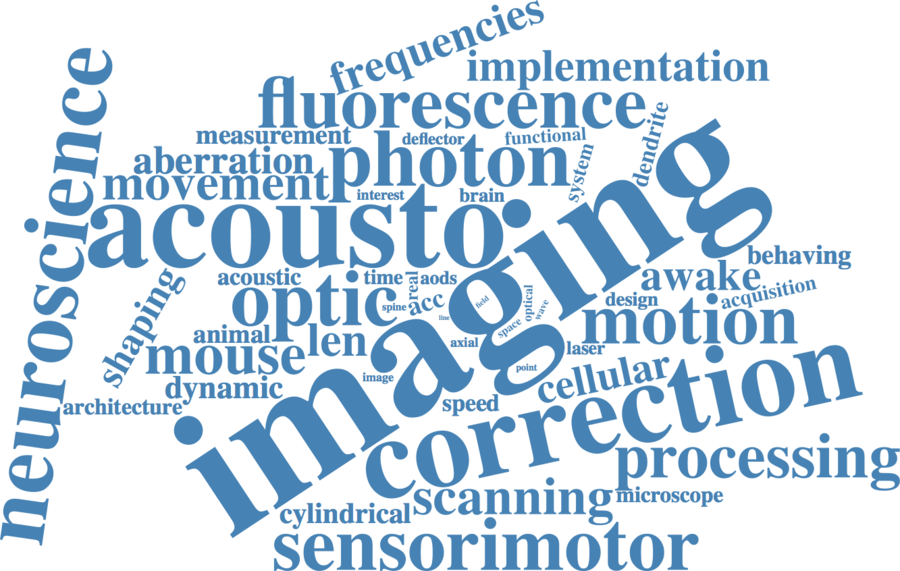 frequencies
implementation
neuroscience
fluorescence
measurement
deflector
functional
dendrite
aberration
photon
system
movement
interest
brain
acousto
imaging
behaving
acoustic
time
areal
aods
awake
shaping
optic
spine
acc
field
optical
wave
design
acquisition
line
space
motion
animal
len
axial
laser
mouse
image
point
cellular
dynamic
architecture
speed
correction
processing
scanning
microscope
cylindrical
sensorimotor